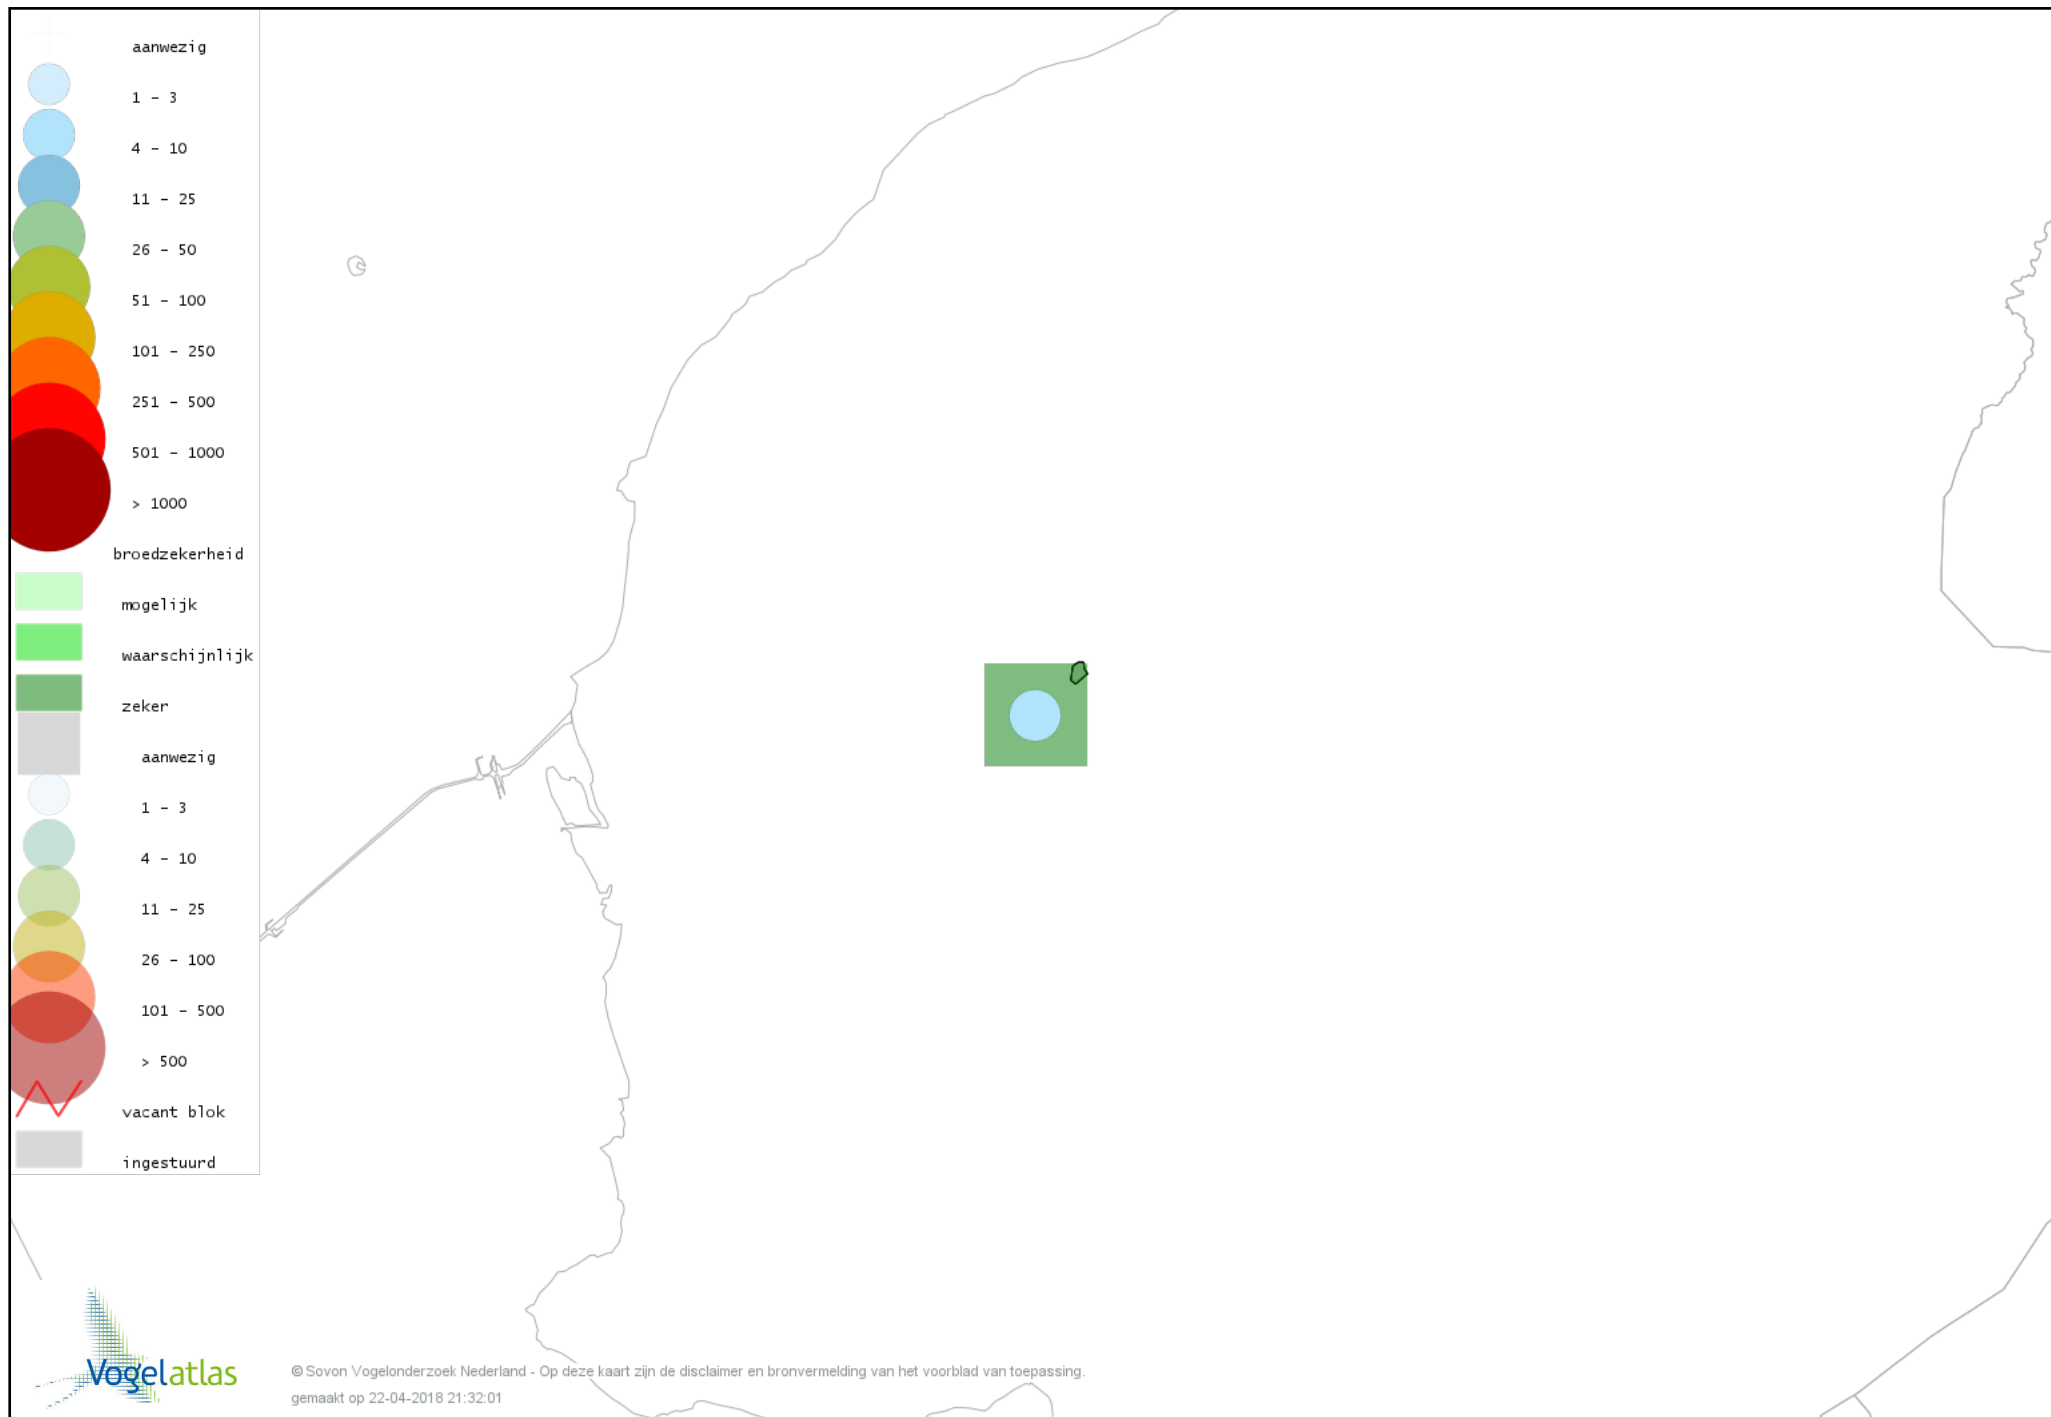 aanwezig
1 - 3
4 - 10
11 - 25
26 - 50
51 - 100
101 - 250
251 - 500
501 - 1000
> 1000
broedzekerheid
mogelijk
waarschijnlijk
zeker
aanwezig
1 - 3
4 - 10
11 - 25
26 - 100
101 - 500
> 500
vacant blok
ingestuurd
Vogelatlas
© Sovon Vogelonderzoek Nederland - Op deze kaart zijn de disclaimer en bronvermelding van het voorblad van toepassing.
gemaakt op 22-04-2018 21:32:01